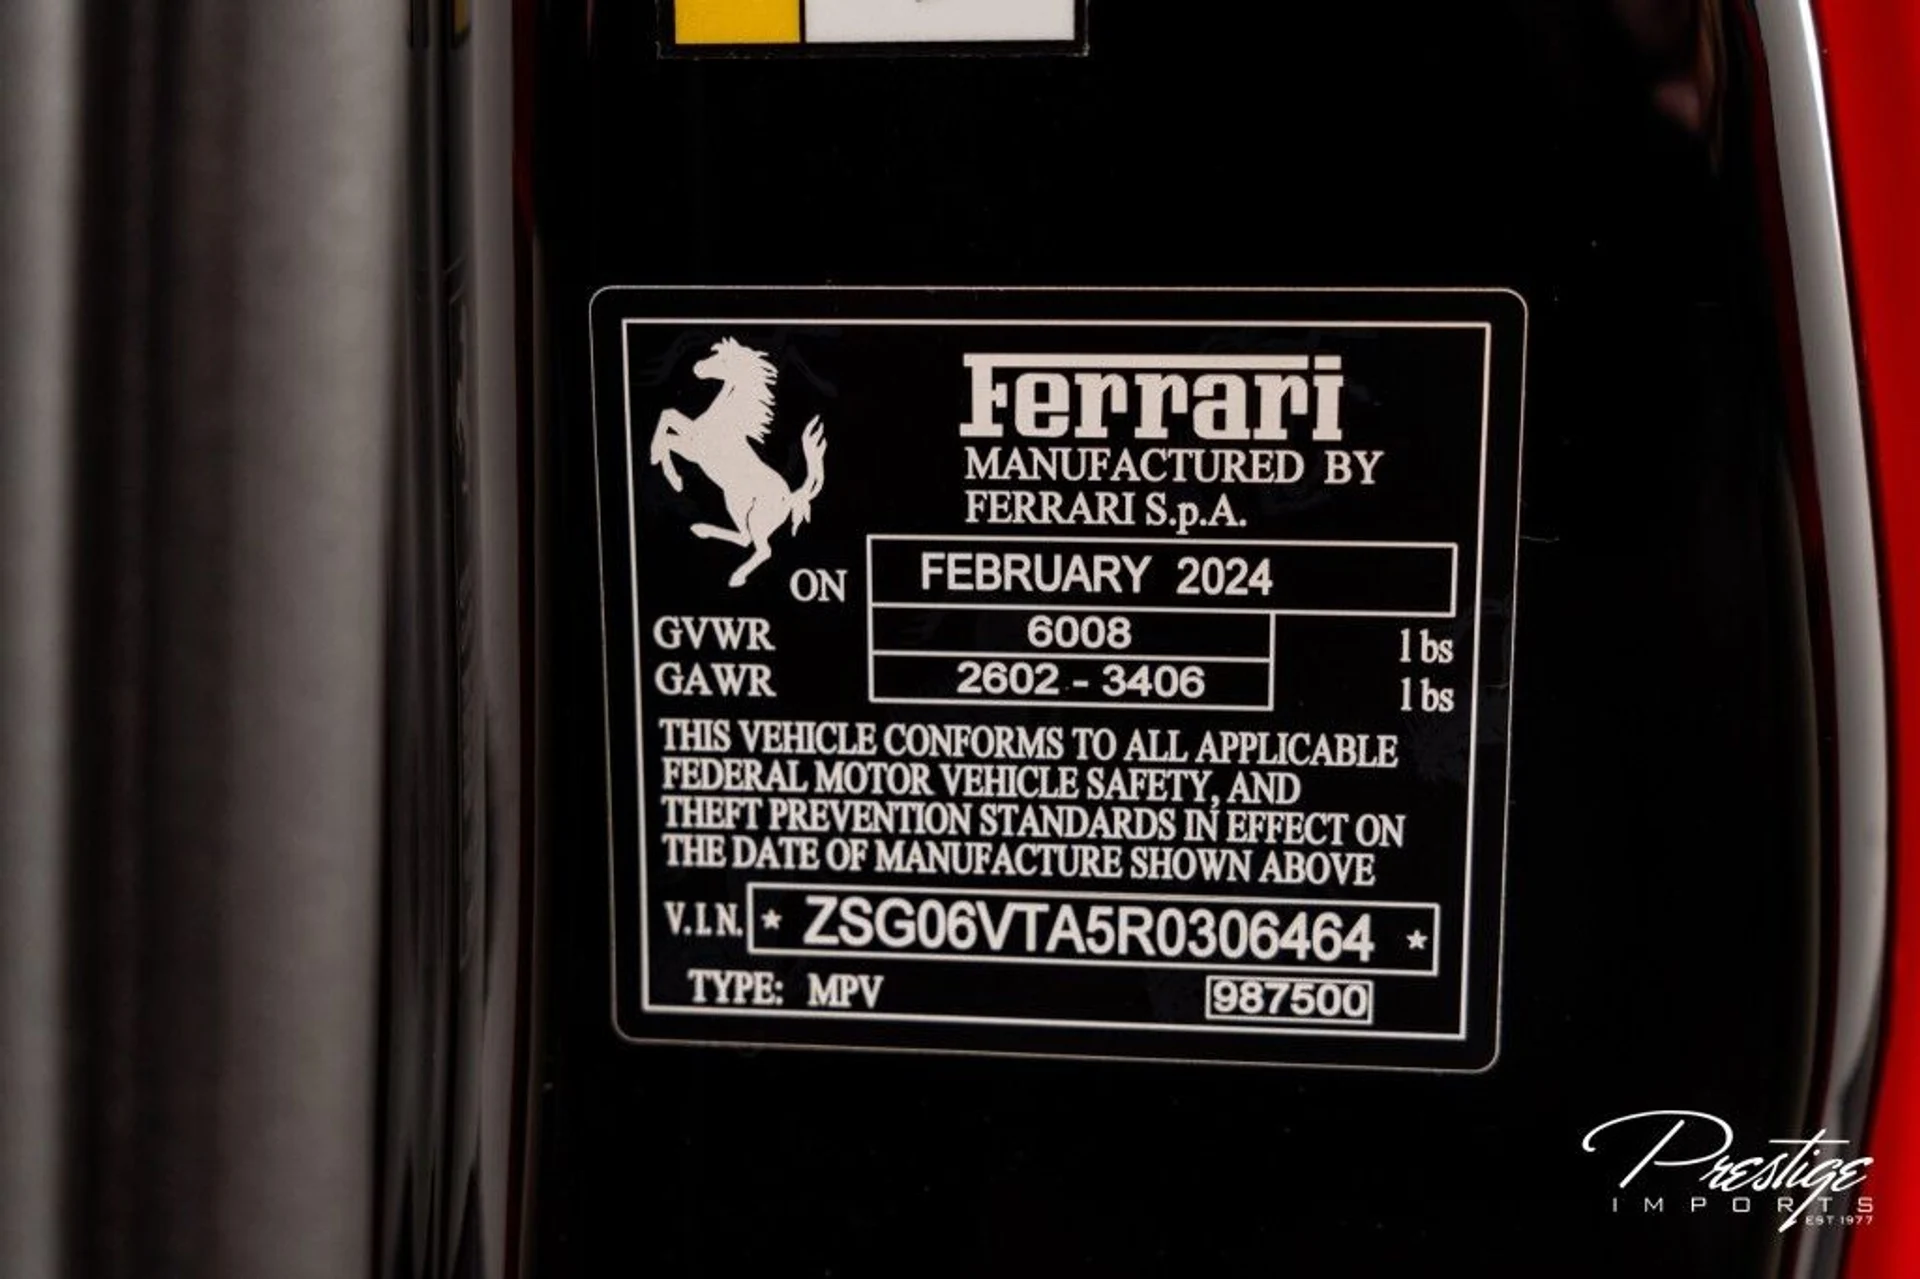 Ferrari
MANUFACTURED BY
FERRARI S.p.A.
ON FEBRUARY 2024
GVWR 6008 lbs
GAWR 2602 - 3406 lbs
THIS VEHICLE CONFORMS TO ALL APPLICABLE
FEDERAL MOTOR VEHICLE SAFETY, AND
THEFT PREVENTION STANDARDS IN EFFECT ON
THE DATE OF MANUFACTURE SHOWN ABOVE
V.I.N. * ZSG06VTA5R0306464 *
TYPE: MPV 987500
Prestige
IMPORTS
EST 1977